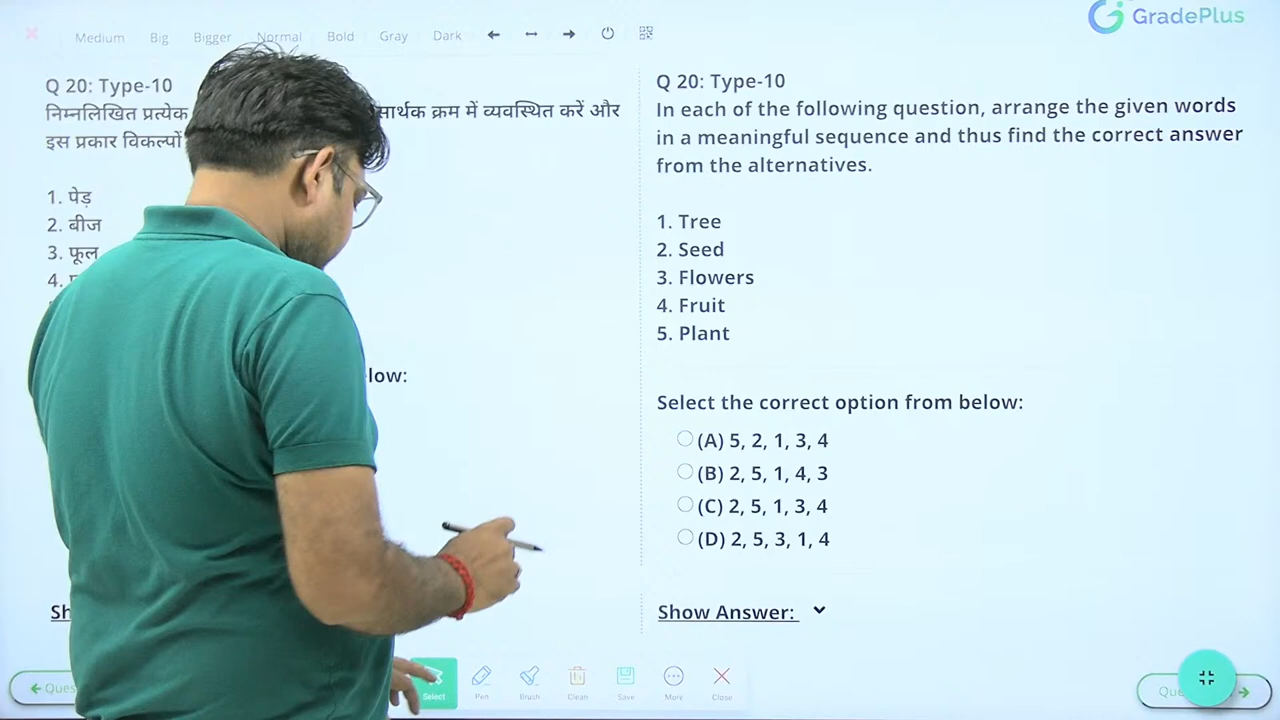 GradePlus
Medium Big Bigger Normal Bold Gray Dark
Q 20: Type-10
निम्नलिखित प्रत्येक सार्थक क्रम में व्यवस्थित करें और
इस प्रकार विकल्पों
1. पेड़
2. बीज
3. फूल
4.
Q 20: Type-10
In each of the following question, arrange the given words
in a meaningful sequence and thus find the correct answer
from the alternatives.
1. Tree
2. Seed
3. Flowers
4. Fruit
5. Plant
Select the correct option from below:
(A) 5, 2, 1, 3, 4
(B) 2, 5, 1, 4, 3
(C) 2, 5, 1, 3, 4
(D) 2, 5, 3, 1, 4
Show Answer:
Select Pen Brush Clean Save More Close